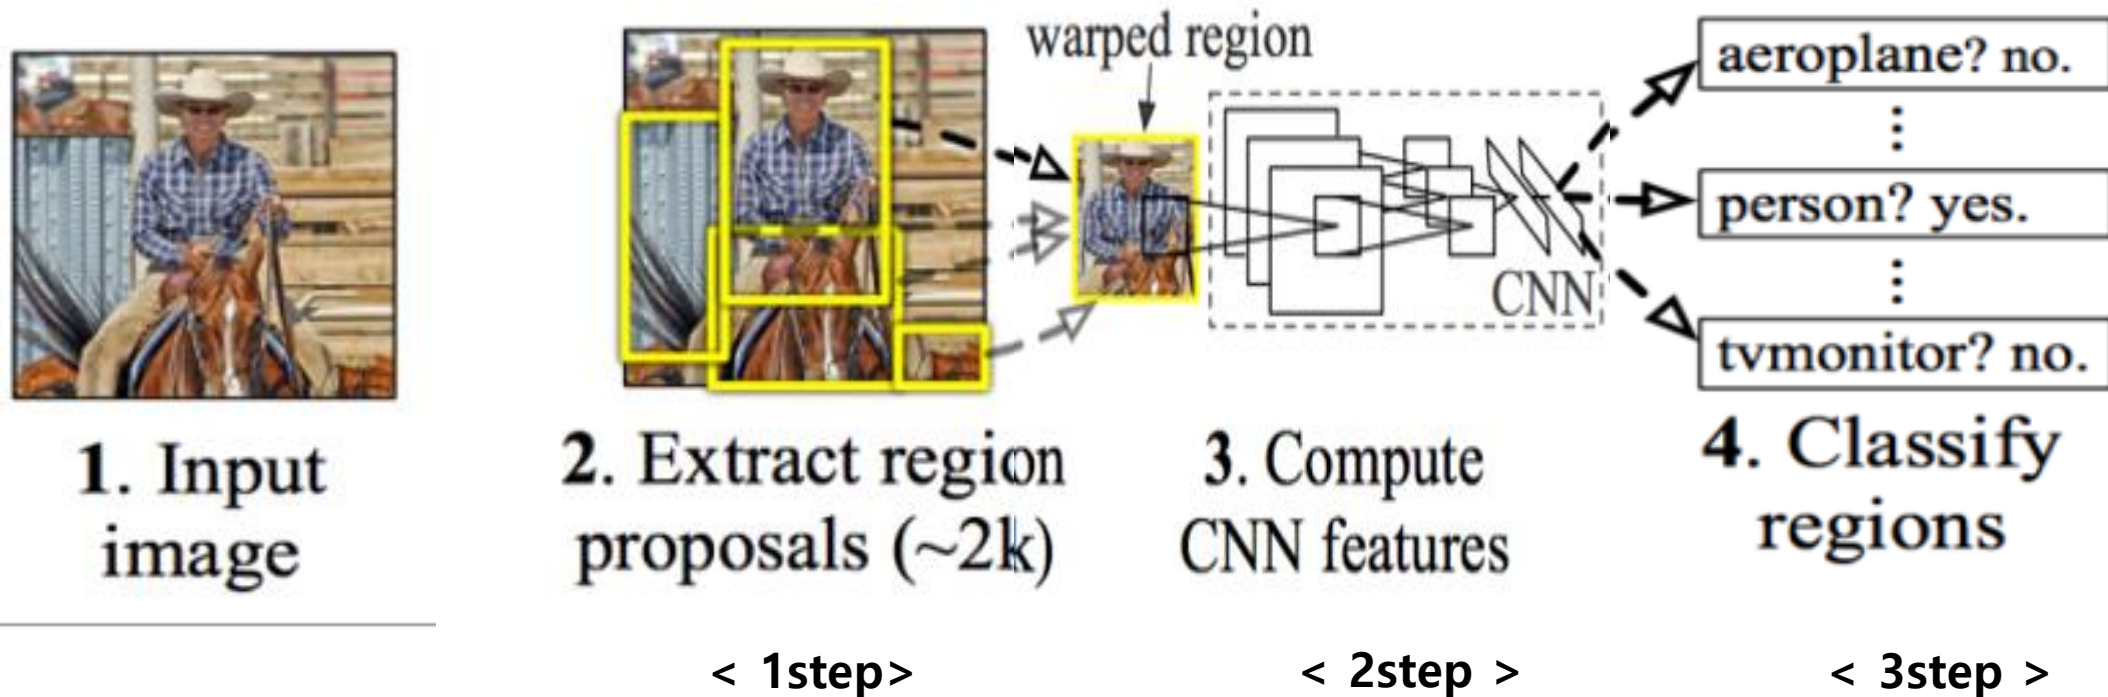 warped region
aeroplane? no.
⋮
person? yes.
⋮
tvmonitor? no.
CNN
1. Input
image
2. Extract region
proposals (~2k)
3. Compute
CNN features
4. Classify
regions
< 1step>
< 2step >
< 3step >